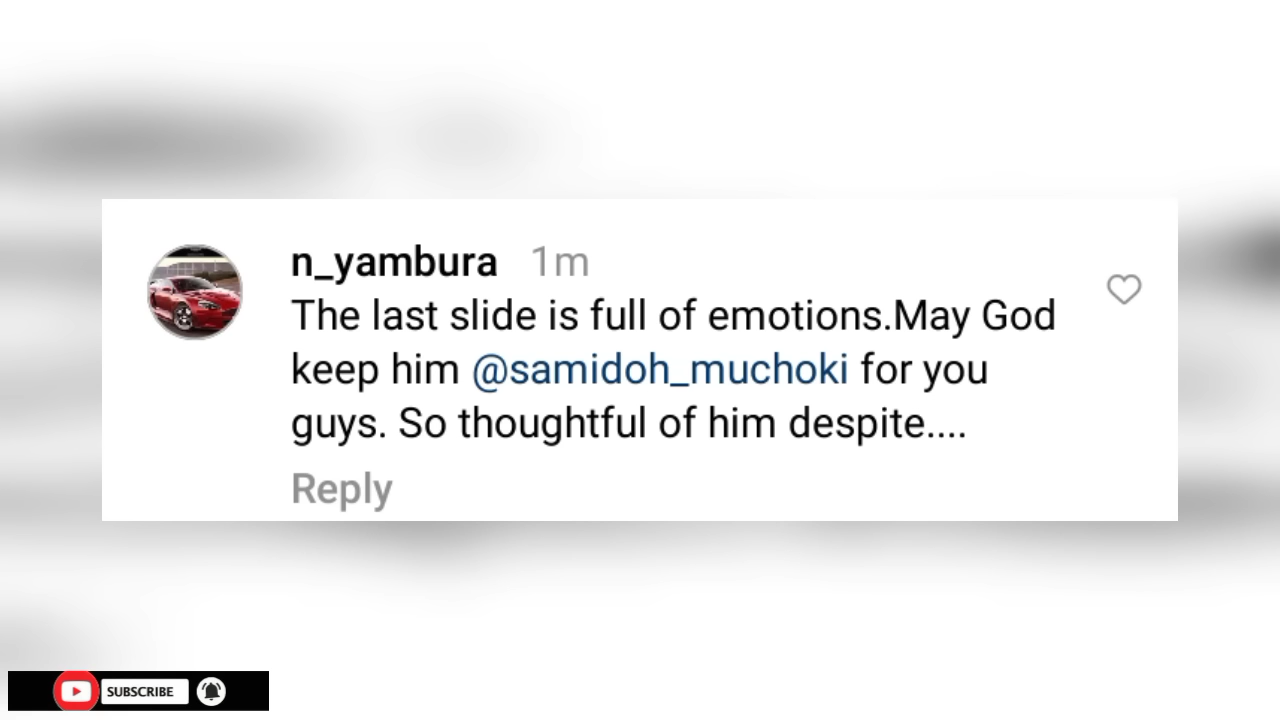 n_yambura 1m
The last slide is full of emotions.May God
keep him @samidoh_muchoki for you
guys. So thoughtful of him despite....
Reply
SUBSCRIBE